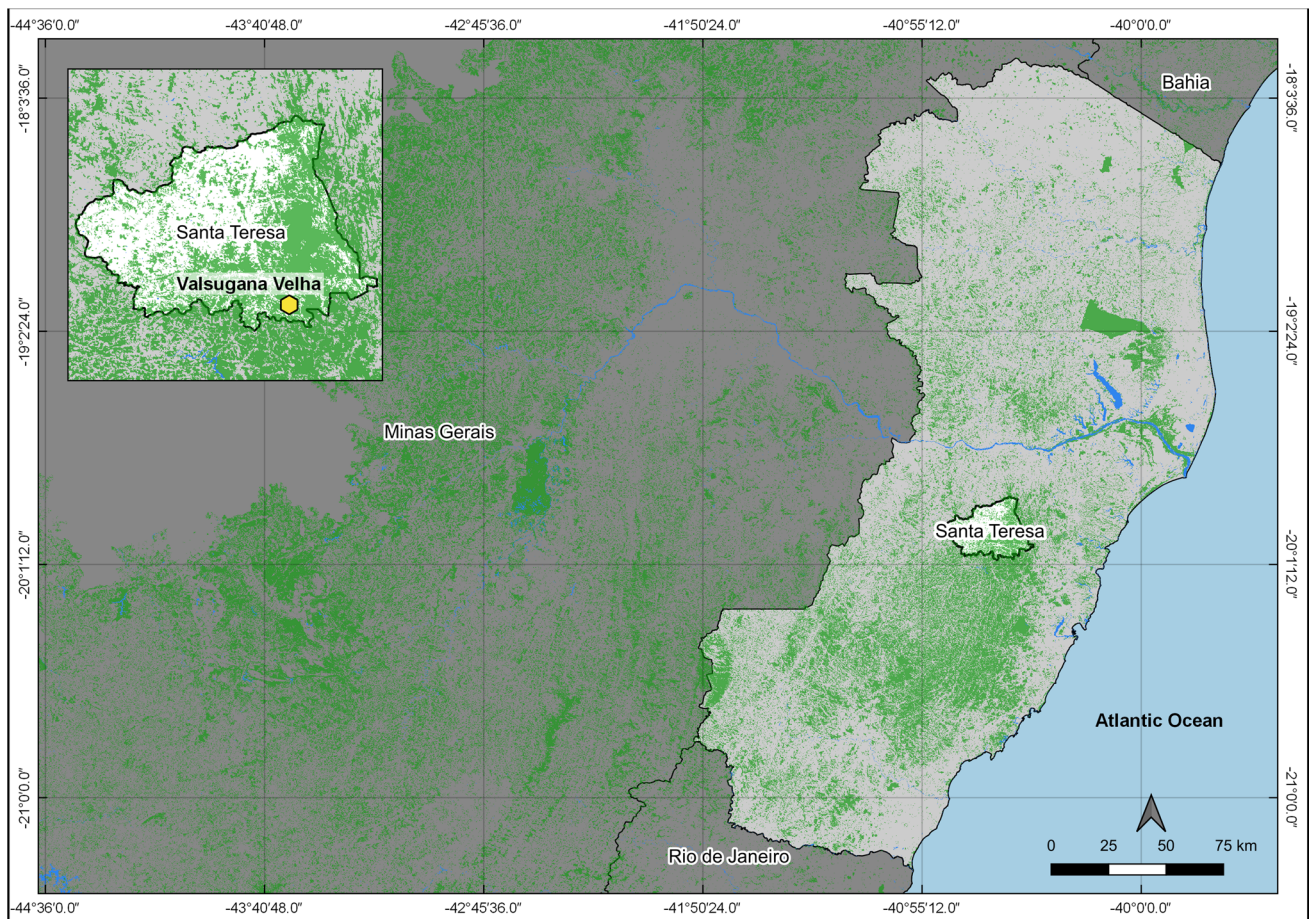 -44°36′0.0″ -43°40′48.0″ -42°45′36.0″ -41°50′24.0″ -40°55′12.0″ -40°0′0.0″
Bahia
-18°3′36.0″ -18°3′36.0″
Santa Teresa
Valsugana Velha
-19°2′24.0″ -19°2′24.0″
Minas Gerais
Santa Teresa
-20°1′12.0″ -20°1′12.0″
Atlantic Ocean
-21°0′0.0″ -21°0′0.0″
Rio de Janeiro
0 25 50 75 km
-44°36′0.0″ -43°40′48.0″ -42°45′36.0″ -41°50′24.0″ -40°55′12.0″ -40°0′0.0″